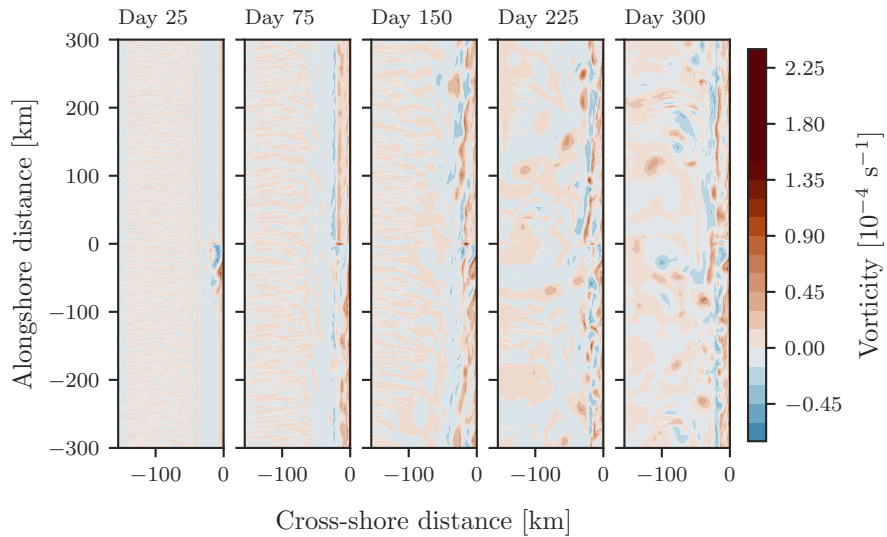 Day 25
Day 75
Day 150
Day 225
Day 300
300
200
100
0
−100
−200
−300
Alongshore distance [km]
−100 0
−100 0
−100 0
−100 0
−100 0
Cross-shore distance [km]
2.25
1.80
1.35
0.90
0.45
0.00
−0.45
Vorticity [10⁻⁴ s⁻¹]